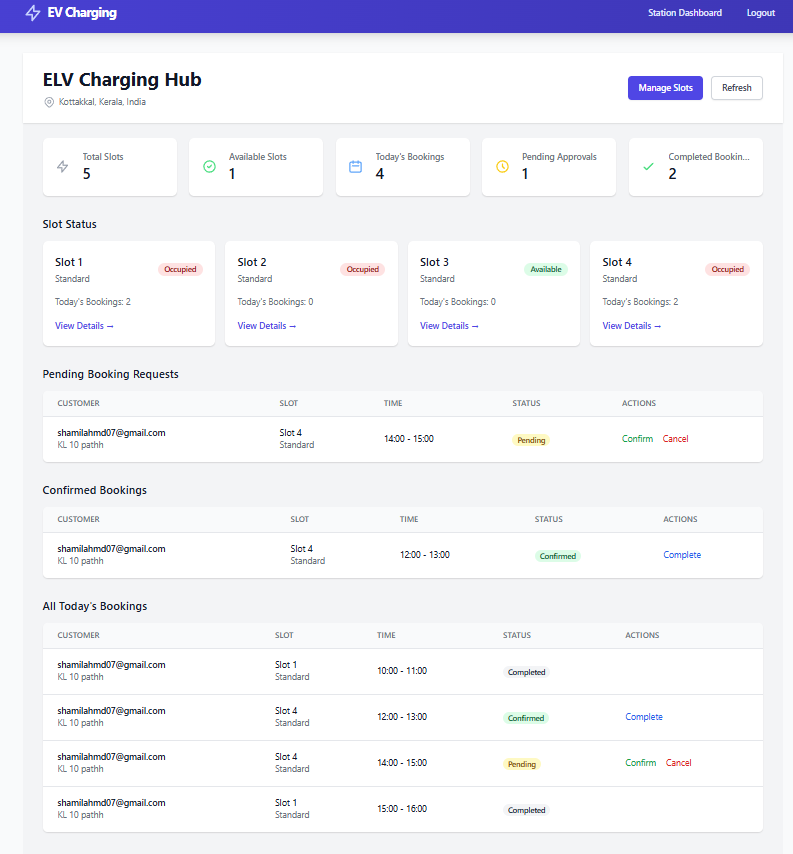 EV Charging
Station Dashboard Logout
ELV Charging Hub
Kottakkal, Kerala, India
Manage Slots Refresh
Total Slots
5
Available Slots
1
Today's Bookings
4
Pending Approvals
1
Completed Bookin...
2
Slot Status
Slot 1
Standard
Occupied
Today's Bookings: 2
View Details →
Slot 2
Standard
Occupied
Today's Bookings: 0
View Details →
Slot 3
Standard
Available
Today's Bookings: 0
View Details →
Slot 4
Standard
Occupied
Today's Bookings: 2
View Details →
Pending Booking Requests
CUSTOMER SLOT TIME STATUS ACTIONS
shamilahmd07@gmail.com Slot 4 14:00 - 15:00 Pending Confirm Cancel
KL 10 pathh Standard
Confirmed Bookings
CUSTOMER SLOT TIME STATUS ACTIONS
shamilahmd07@gmail.com Slot 4 12:00 - 13:00 Confirmed Complete
KL 10 pathh Standard
All Today's Bookings
CUSTOMER SLOT TIME STATUS ACTIONS
shamilahmd07@gmail.com Slot 1 10:00 - 11:00 Completed
KL 10 pathh Standard
shamilahmd07@gmail.com Slot 4 12:00 - 13:00 Confirmed Complete
KL 10 pathh Standard
shamilahmd07@gmail.com Slot 4 14:00 - 15:00 Pending Confirm Cancel
KL 10 pathh Standard
shamilahmd07@gmail.com Slot 1 15:00 - 16:00 Completed
KL 10 pathh Standard